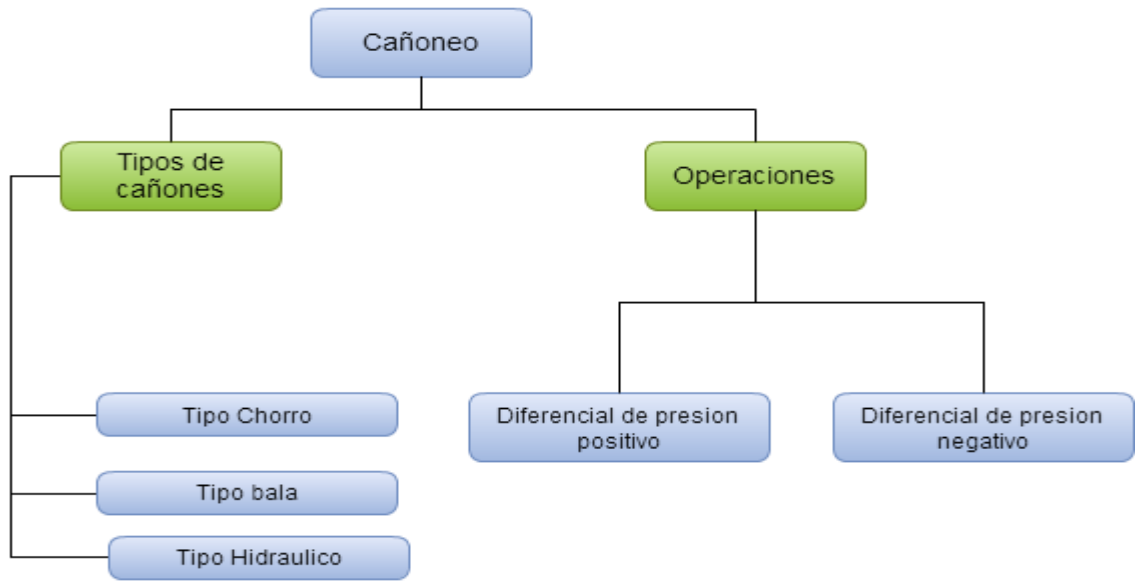 Cañoneo
Tipos de
cañones
Operaciones
Tipo Chorro
Tipo bala
Tipo Hidraulico
Diferencial de presion
positivo
Diferencial de presion
negativo